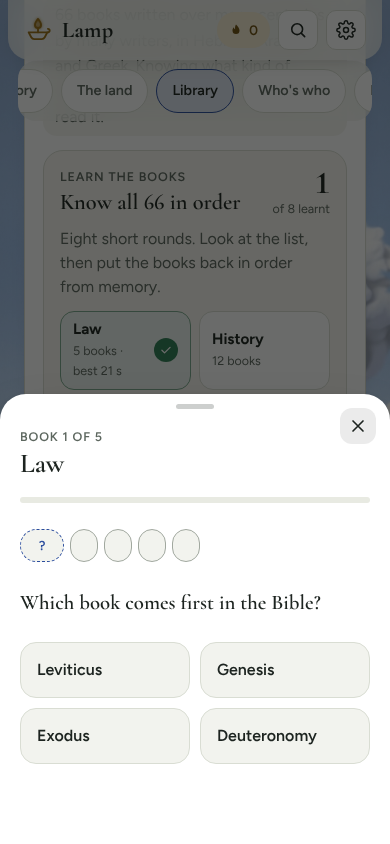 Lamp
0
ory
The land
Library
Who's who
read it.
LEARN THE BOOKS
Know all 66 in order
1
of 8 learnt
Eight short rounds. Look at the list,
then put the books back in order
from memory.
Law
5 books ·
best 21 s
History
12 books
BOOK 1 OF 5
Law
?
Which book comes first in the Bible?
Leviticus
Genesis
Exodus
Deuteronomy